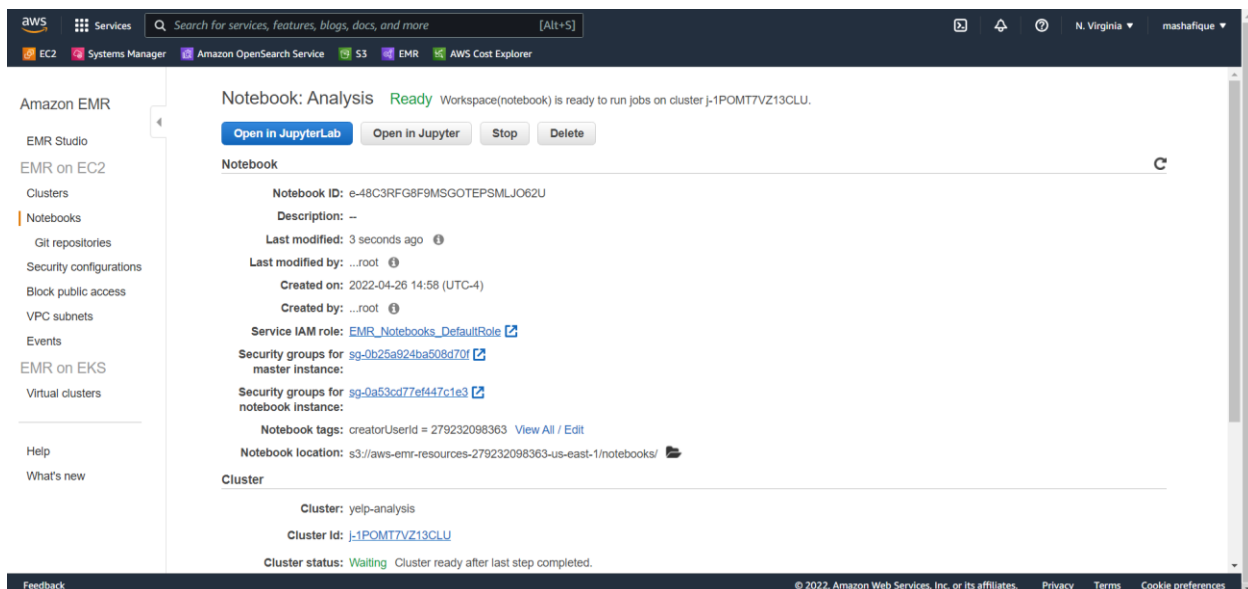 aws Services Search for services, features, blogs, docs, and more [Alt+S] N. Virginia ▼ mashafique ▼
EC2 Systems Manager Amazon OpenSearch Service S3 EMR AWS Cost Explorer
Amazon EMR
EMR Studio
EMR on EC2
Clusters
Notebooks
Git repositories
Security configurations
Block public access
VPC subnets
Events
EMR on EKS
Virtual clusters
Help
What's new
Notebook: Analysis Ready Workspace(notebook) is ready to run jobs on cluster j-1POMT7VZ13CLU.
Open in JupyterLab Open in Jupyter Stop Delete
Notebook
Notebook ID: e-48C3RFG8F9MSGOTEPSMLJO62U
Description: --
Last modified: 3 seconds ago
Last modified by: ...root
Created on: 2022-04-26 14:58 (UTC-4)
Created by: ...root
Service IAM role: EMR_Notebooks_DefaultRole
Security groups for sg-0b25a924ba508d70f
master instance:
Security groups for sg-0a53cd77ef447c1e3
notebook instance:
Notebook tags: creatorUserId = 279232098363 View All / Edit
Notebook location: s3://aws-emr-resources-279232098363-us-east-1/notebooks/
Cluster
Cluster: yelp-analysis
Cluster Id: j-1POMT7VZ13CLU
Cluster status: Waiting Cluster ready after last step completed.
Feedback © 2022, Amazon Web Services, Inc. or its affiliates. Privacy Terms Cookie preferences